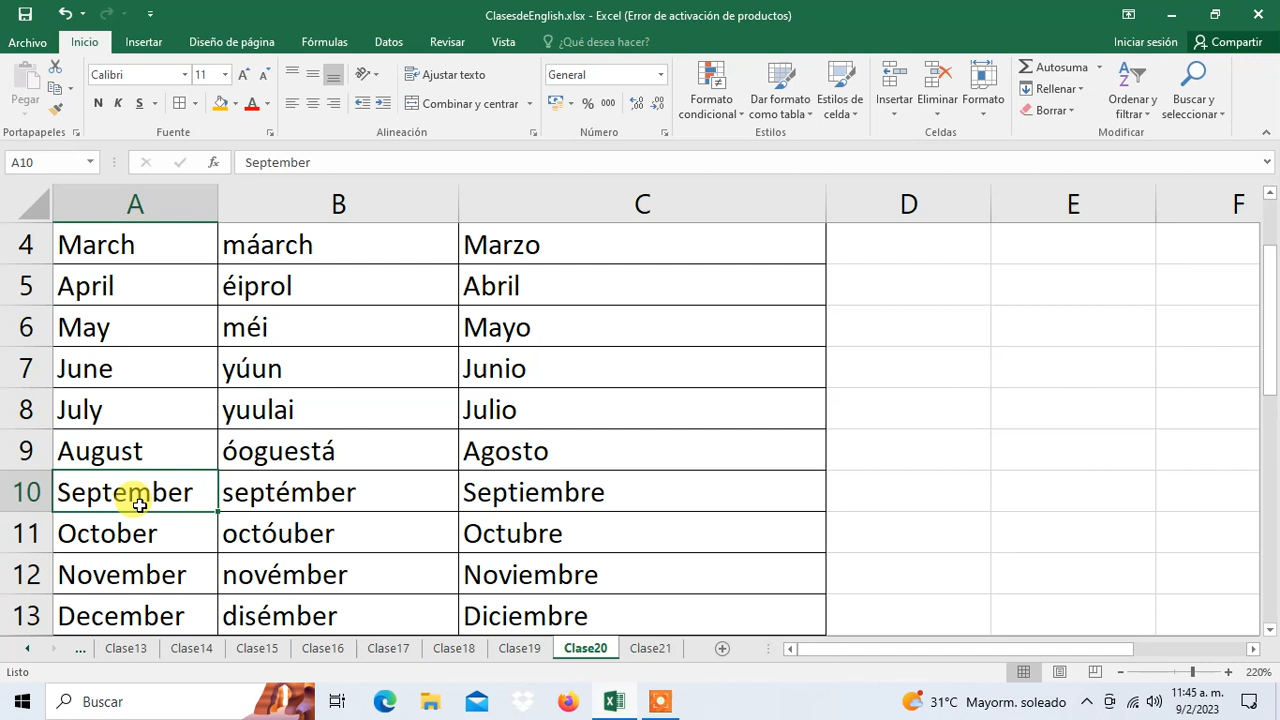 ClasesdeEnglish.xlsx - Excel (Error de activación de productos)
Archivo Inicio Insertar Diseño de página Fórmulas Datos Revisar Vista ¿Qué desea hacer? Iniciar sesión Compartir
Pegar
Calibri 11
N K S
Ajustar texto
Combinar y centrar
General
% 000
Formato condicional
Dar formato como tabla
Estilos de celda
Insertar Eliminar Formato
Autosuma
Rellenar
Borrar
Ordenar y filtrar
Buscar y seleccionar
Portapapeles Fuente Alineación Número Estilos Celdas Modificar
A10 fx September
A B C D E F
4 March máarch Marzo
5 April éiprol Abril
6 May méi Mayo
7 June yúun Junio
8 July yuulai Julio
9 August óoguestá Agosto
10 September septémber Septiembre
11 October octóuber Octubre
12 November novémber Noviembre
13 December disémber Diciembre
... Clase13 Clase14 Clase15 Clase16 Clase17 Clase18 Clase19 Clase20 Clase21
Listo 220%
Buscar 31°C Mayorm. soleado 11:45 a. m.
9/2/2023